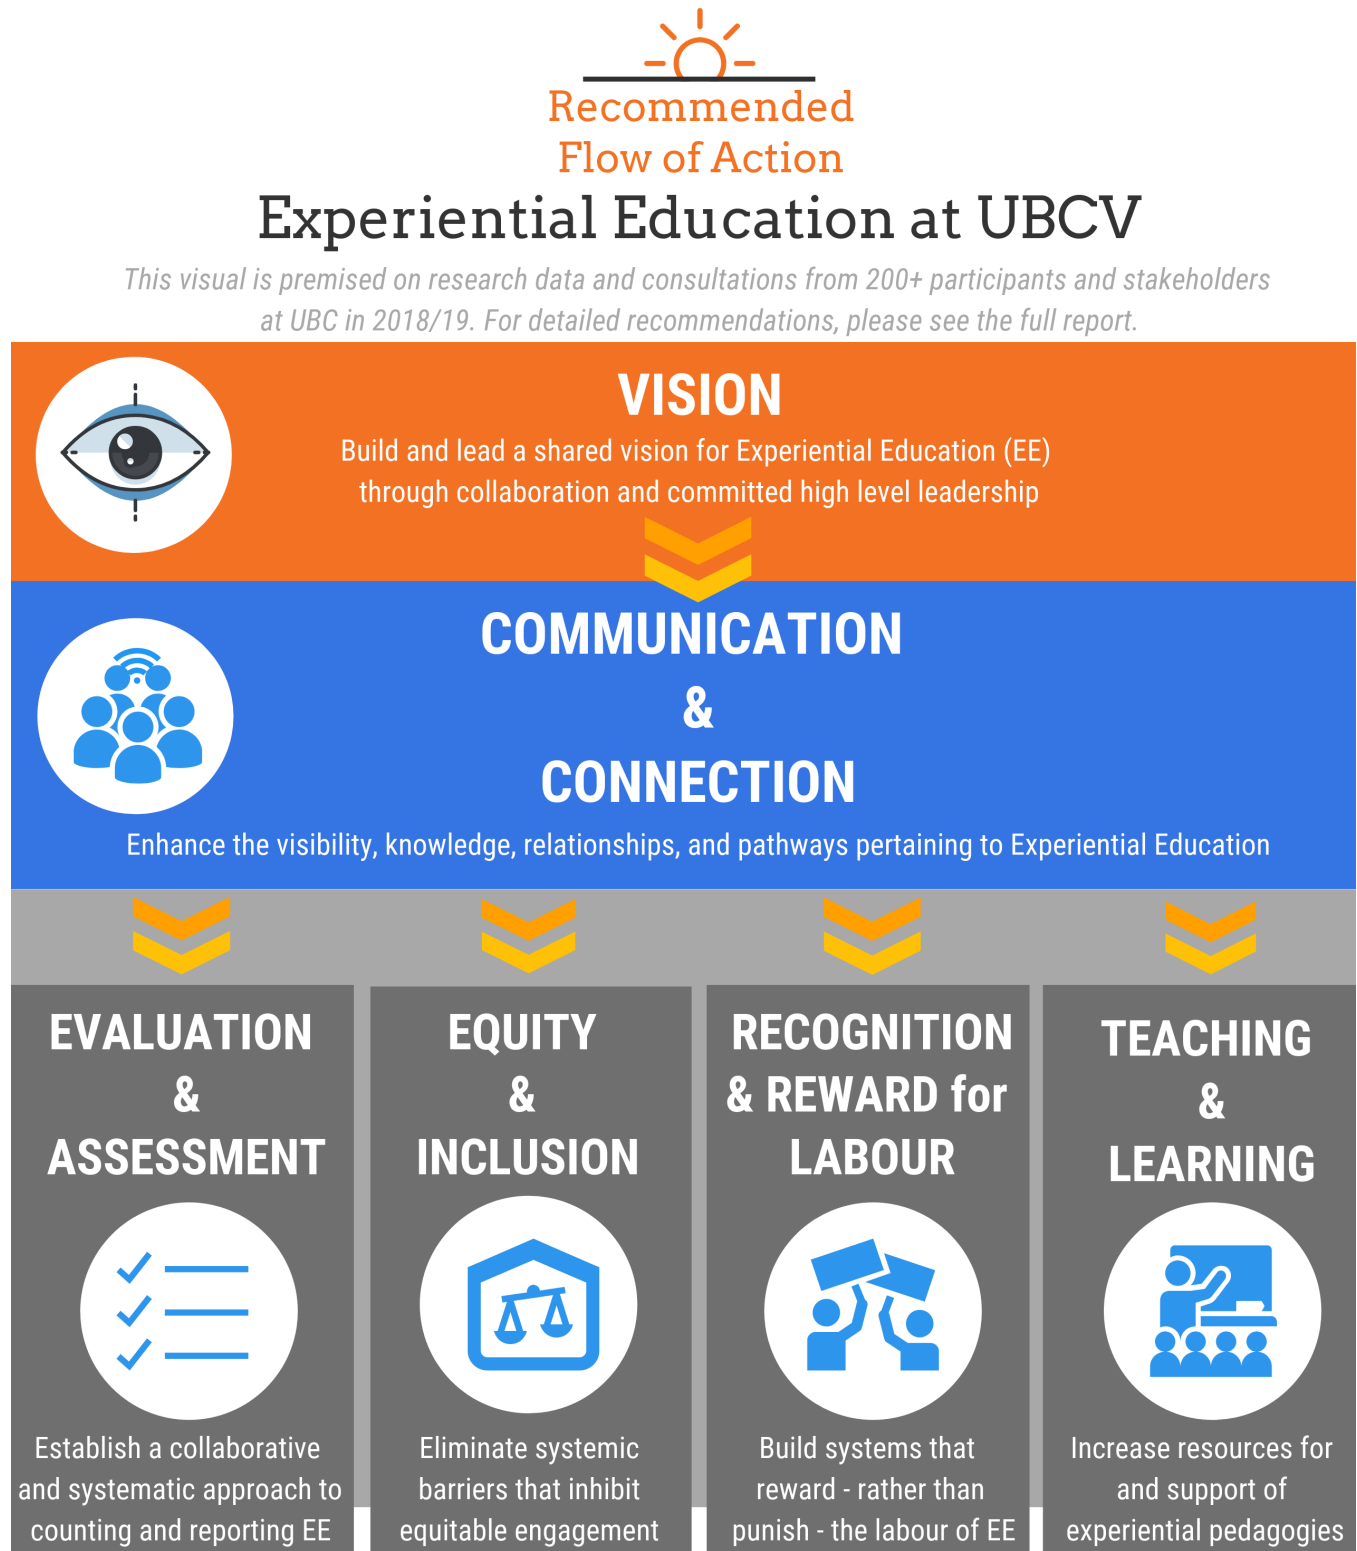 Recommended
Flow of Action
Experiential Education at UBCV
This visual is premised on research data and consultations from 200+ participants and stakeholders
at UBC in 2018/19. For detailed recommendations, please see the full report.
VISION
Build and lead a shared vision for Experiential Education (EE)
through collaboration and committed high level leadership
COMMUNICATION
&
CONNECTION
Enhance the visibility, knowledge, relationships, and pathways pertaining to Experiential Education
EVALUATION
&
ASSESSMENT
Establish a collaborative
and systematic approach to
counting and reporting EE
EQUITY
&
INCLUSION
Eliminate systemic
barriers that inhibit
equitable engagement
RECOGNITION
& REWARD for
LABOUR
Build systems that
reward - rather than
punish - the labour of EE
TEACHING
&
LEARNING
Increase resources for
and support of
experiential pedagogies